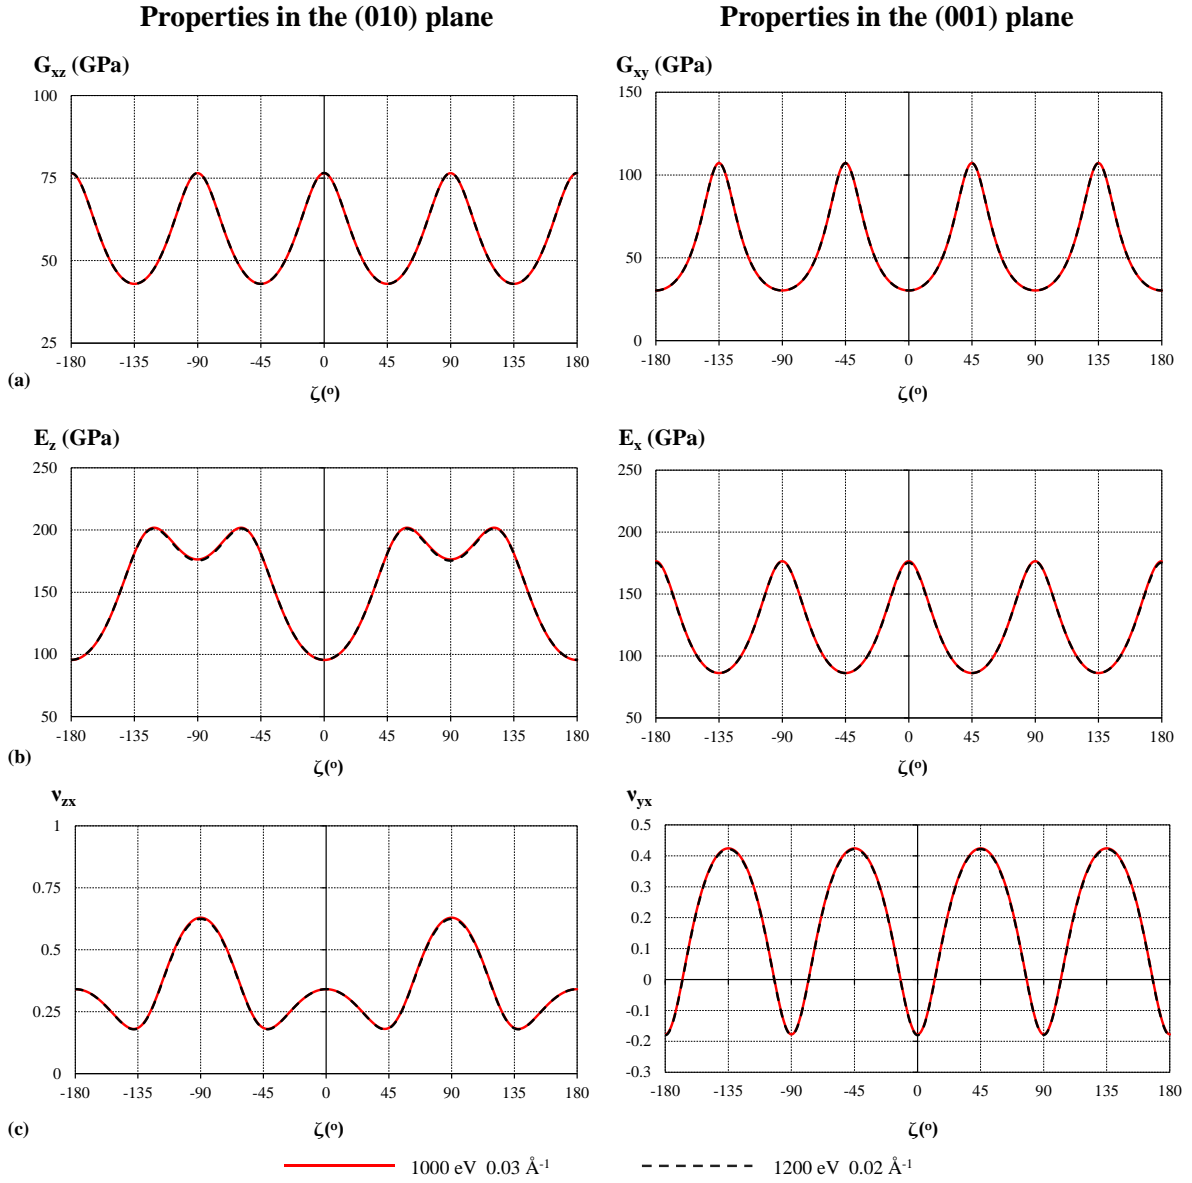 Properties in the (010) plane
Properties in the (001) plane
Gxz (GPa)
100
75
50
25
-180 -135 -90 -45 0 45 90 135 180
ζ(o)
Gxy (GPa)
150
100
50
0
-180 -135 -90 -45 0 45 90 135 180
ζ(o)
(a)
Ez (GPa)
250
200
150
100
50
-180 -135 -90 -45 0 45 90 135 180
ζ(o)
Ex (GPa)
250
200
150
100
50
-180 -135 -90 -45 0 45 90 135 180
ζ(o)
(b)
νzx
1
0.75
0.5
0.25
0
-180 -135 -90 -45 0 45 90 135 180
ζ(o)
νyx
0.5
0.4
0.3
0.2
0.1
0
-0.1
-0.2
-0.3
-180 -135 -90 -45 0 45 90 135 180
ζ(o)
(c)
1000 eV 0.03 Å-1
1200 eV 0.02 Å-1